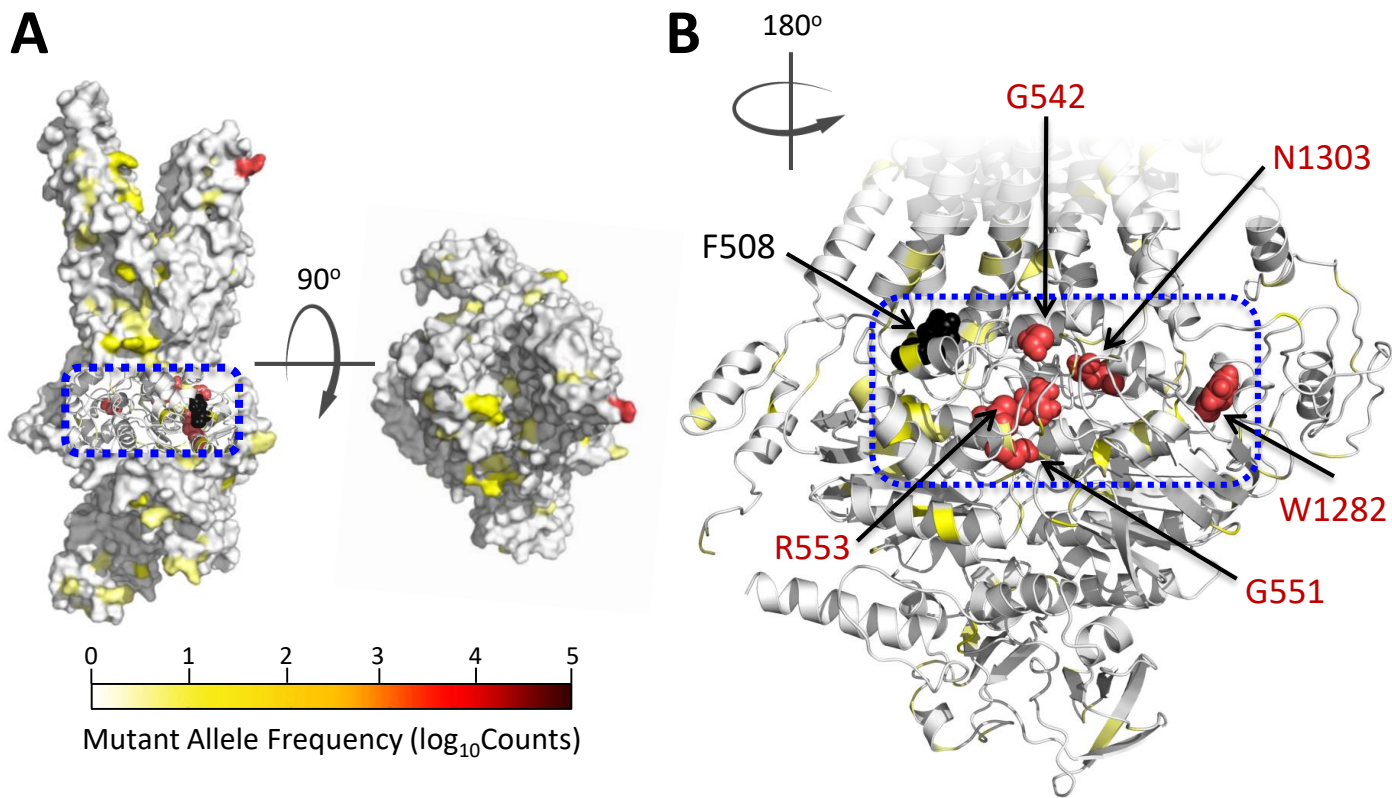 A
B
180°
G542
N1303
F508
90°
W1282
R553
G551
0 1 2 3 4 5
Mutant Allele Frequency (log₁₀Counts)